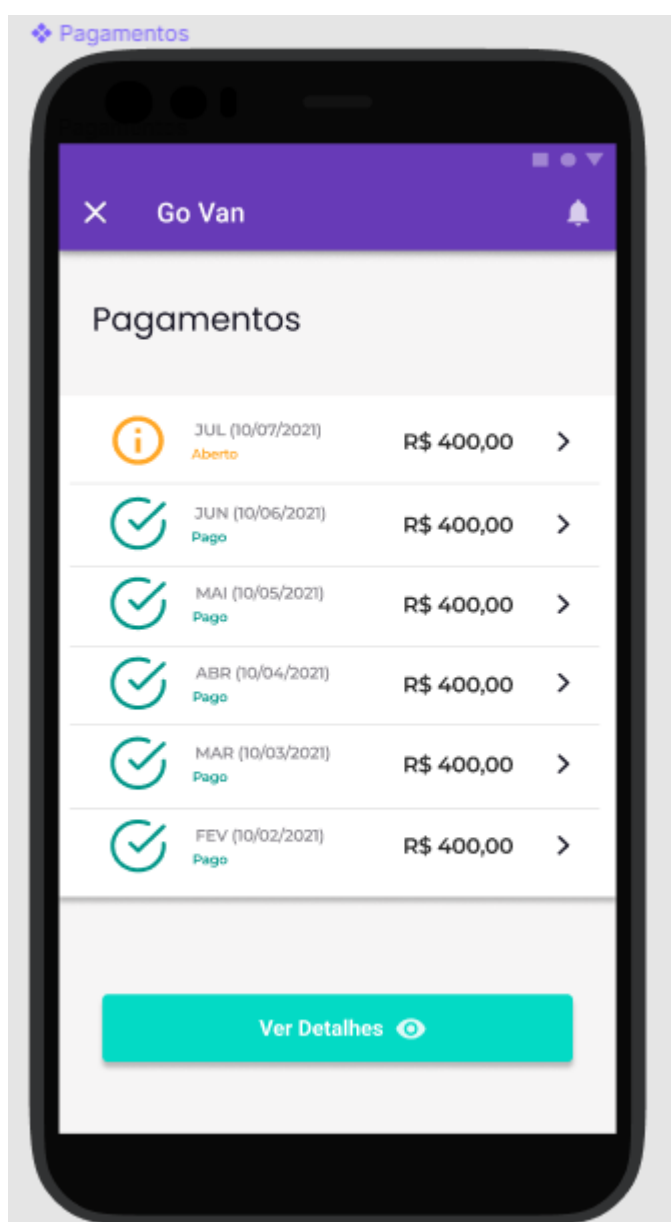 Pagamentos
Go Van
Pagamentos
JUL (10/07/2021)
Aberto
R$ 400,00
JUN (10/06/2021)
Pago
R$ 400,00
MAI (10/05/2021)
Pago
R$ 400,00
ABR (10/04/2021)
Pago
R$ 400,00
MAR (10/03/2021)
Pago
R$ 400,00
FEV (10/02/2021)
Pago
R$ 400,00
Ver Detalhes